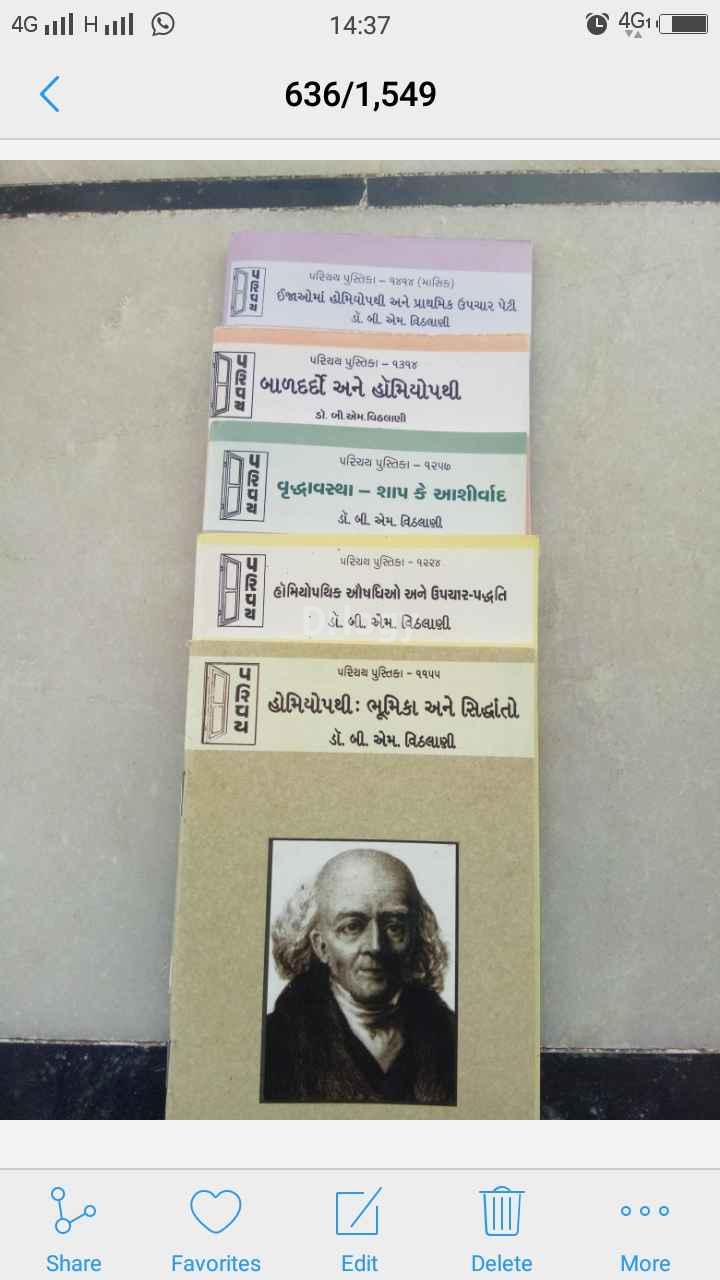 4G H
14:37
4G
636/1,549
પરિચય
પરિચય પુસ્તિકા – ૧૪૧૪ (માસિક)
ઈજાઓમાં હોમિયોપથી અને પ્રાથમિક ઉપચાર પેટી
ડૉ. બી. એમ. વિઠલાણી
પરિચય
પરિચય પુસ્તિકા – ૧૩૧૪
બાળદર્દો અને હૉમિયોપથી
ડો. બી.એમ.વિઠલાણી
પરિચય
પરિચય પુસ્તિકા – ૧૨૫૭
વૃદ્ધાવસ્થા – શાપ કે આશીર્વાદ
ડૉ. બી. એમ. વિઠલાણી
પરિચય
પરિચય પુસ્તિકા - ૧૨૨૪
હૉમિયોપથિક ઔષધિઓ અને ઉપચાર-પદ્ધતિ
ડૉ. બી. એમ. વિઠલાણી
પરિચય
પરિચય પુસ્તિકા - ૧૧૫૫
હોમિયોપથી: ભૂમિકા અને સિદ્ધાંતો
ડૉ. બી. એમ. વિઠલાણી
Share Favorites Edit Delete More